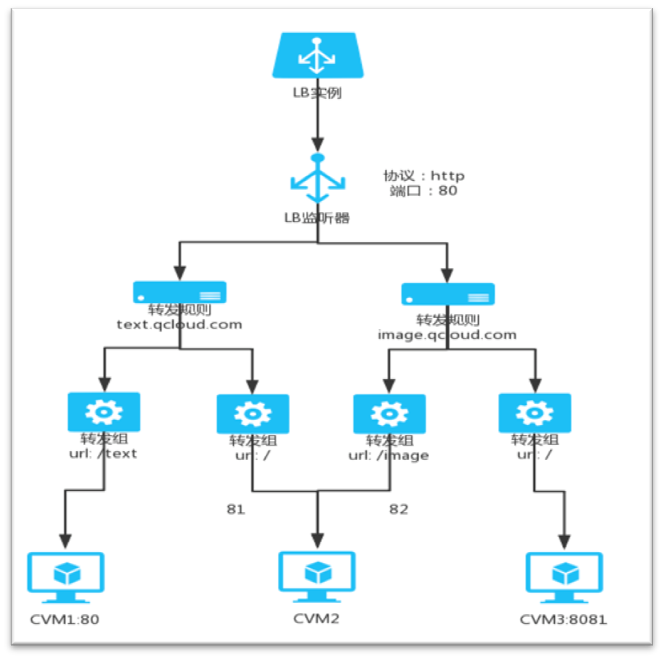 LB实例
协议：http
端口：80
LB监听器
转发规则
text.qcloud.com
转发规则
image.qcloud.com
转发组
url: /text
转发组
url: /
转发组
url: /image
转发组
url: /
81
82
CVM1:80
CVM2
CVM3:8081